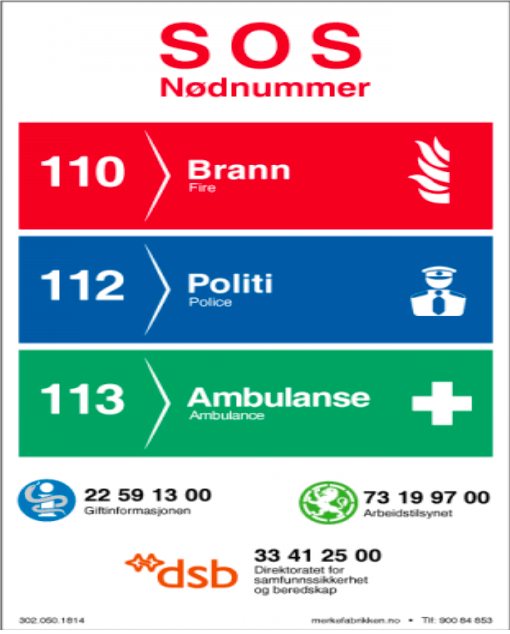 SOS
Nødnummer
110
Brann
Fire
112
Politi
Police
113
Ambulanse
Ambulance
22 59 13 00
Giftinformasjonen
73 19 97 00
Arbeidstilsynet
dsb
33 41 25 00
Direktoratet for
samfunnssikkerhet
og beredskap
302.050.1814
merkefabrikken.no • Tlf: 900 84 853